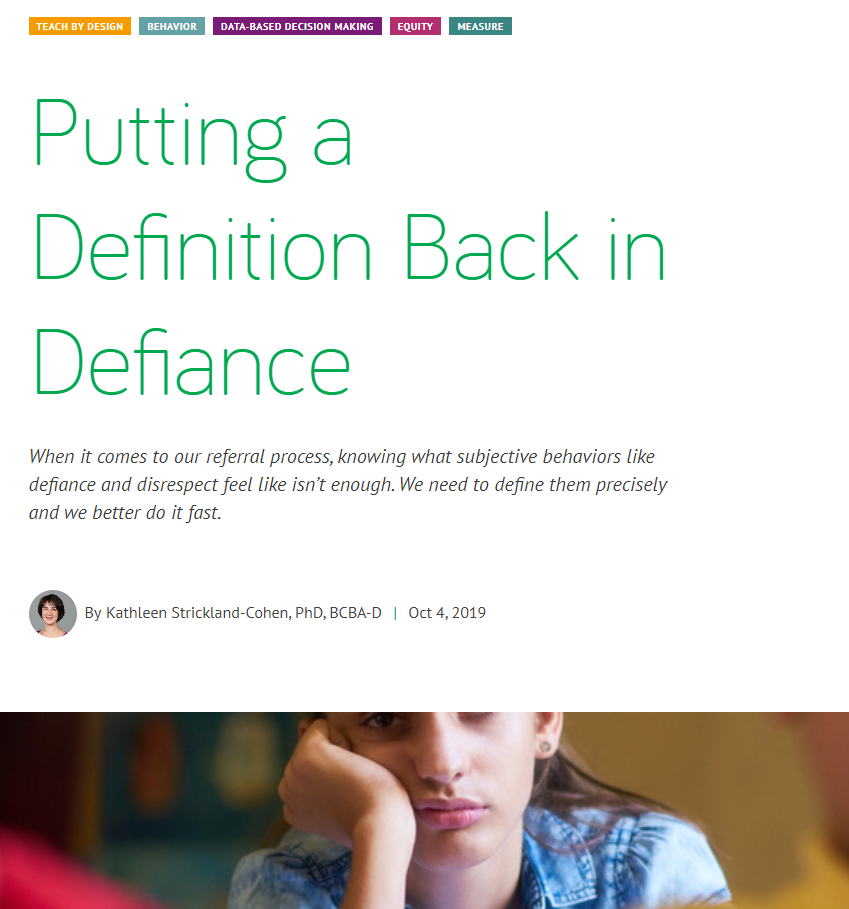 TEACH BY DESIGN BEHAVIOR DATA-BASED DECISION MAKING EQUITY MEASURE
Putting a
Definition Back in
Defiance
When it comes to our referral process, knowing what subjective behaviors like
defiance and disrespect feel like isn’t enough. We need to define them precisely
and we better do it fast.
By Kathleen Strickland-Cohen, PhD, BCBA-D | Oct 4, 2019